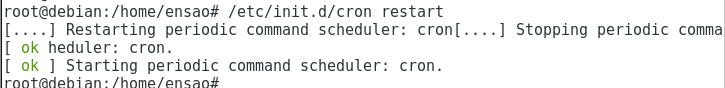 root@debian:/home/ensao# /etc/init.d/cron restart
[....] Restarting periodic command scheduler: cron[....] Stopping periodic comma
[ ok heduler: cron.
[ ok ] Starting periodic command scheduler: cron.
root@debian:/home/ensao#